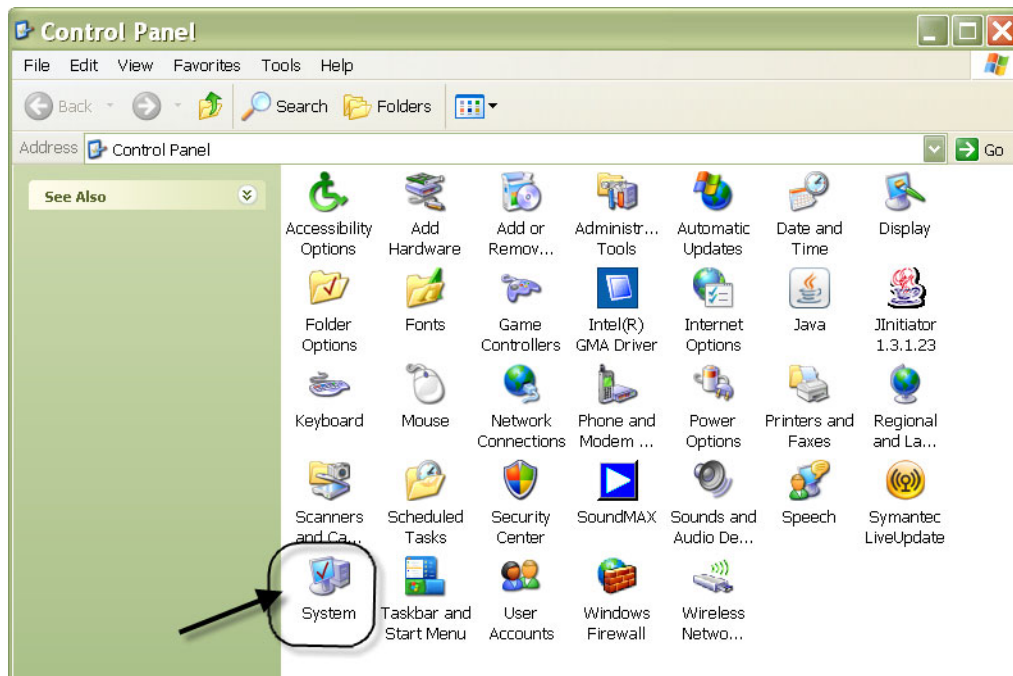 Control Panel
File Edit View Favorites Tools Help
Back Search Folders
Address Control Panel Go
See Also
Accessibility Options
Add Hardware
Add or Remov...
Administr... Tools
Automatic Updates
Date and Time
Display
Folder Options
Fonts
Game Controllers
Intel(R) GMA Driver
Internet Options
Java
JInitiator 1.3.1.23
Keyboard
Mouse
Network Connections
Phone and Modem ...
Power Options
Printers and Faxes
Regional and La...
Scanners and Ca...
Scheduled Tasks
Security Center
SoundMAX
Sounds and Audio De...
Speech
Symantec LiveUpdate
System
Taskbar and Start Menu
User Accounts
Windows Firewall
Wireless Netwo...